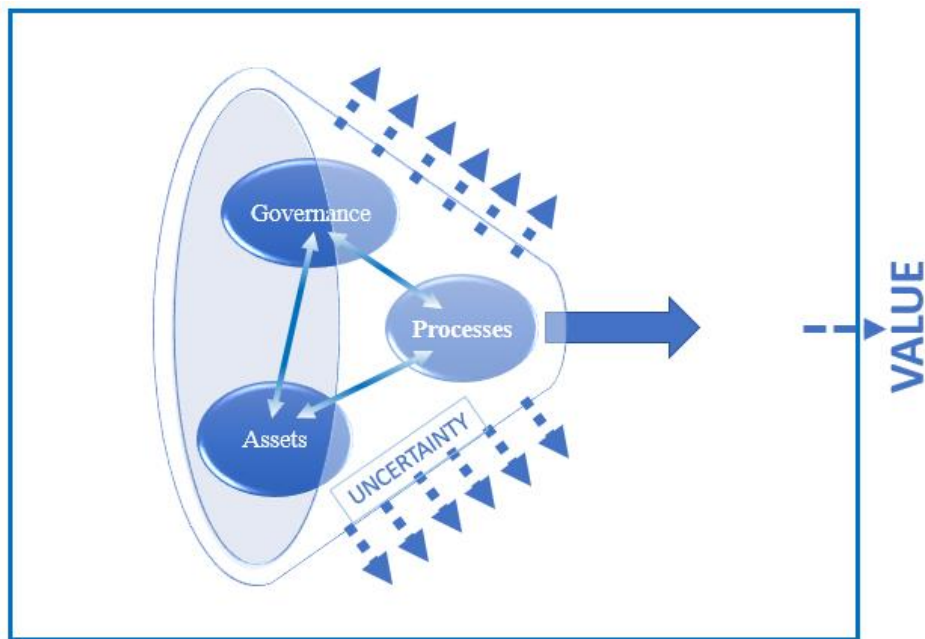 Governance
Processes
Assets
UNCERTAINTY
VALUE